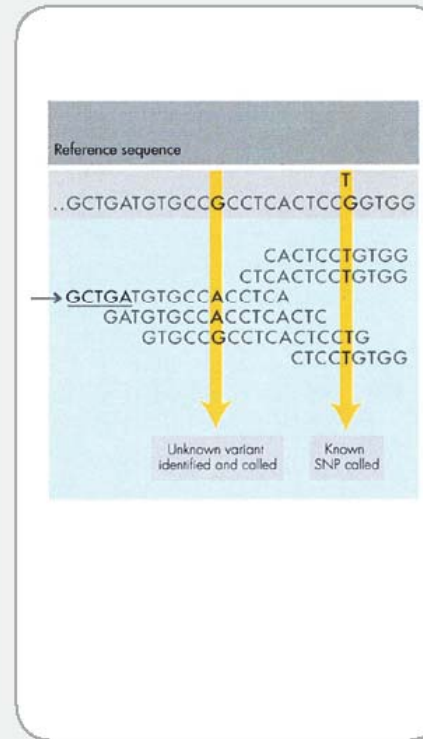 Reference sequence
T
..GCTGATGTGCCGCCTCACTCCGGTGG
CACTCCTGTGG
CTCACTCCTGTGG
GCTGATGTGCCACCTCA
GATGTGCCACCTCACTC
GTGCCGCCTCACTCCTG
CTCCTGTGG
Unknown variant
identified and called
Known
SNP called